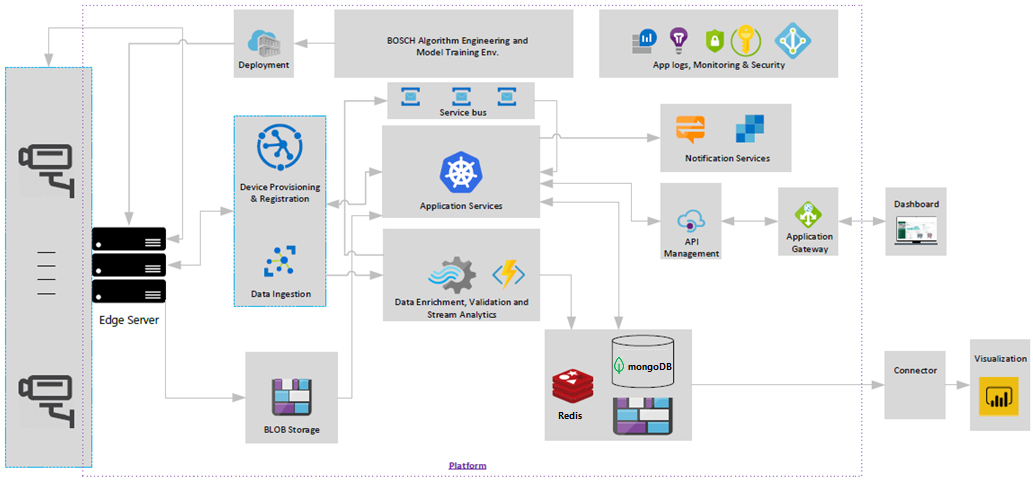 Deployment
BOSCH Algorithm Engineering and
Model Training Env.
App logs, Monitoring & Security
Service bus
Notification Services
Device Provisioning
& Registration
Application Services
Dashboard
API
Management
Application
Gateway
Data Ingestion
Data Enrichment, Validation and
Stream Analytics
Edge Server
mongoDB
Redis
Connector
Visualization
BLOB Storage
Platform